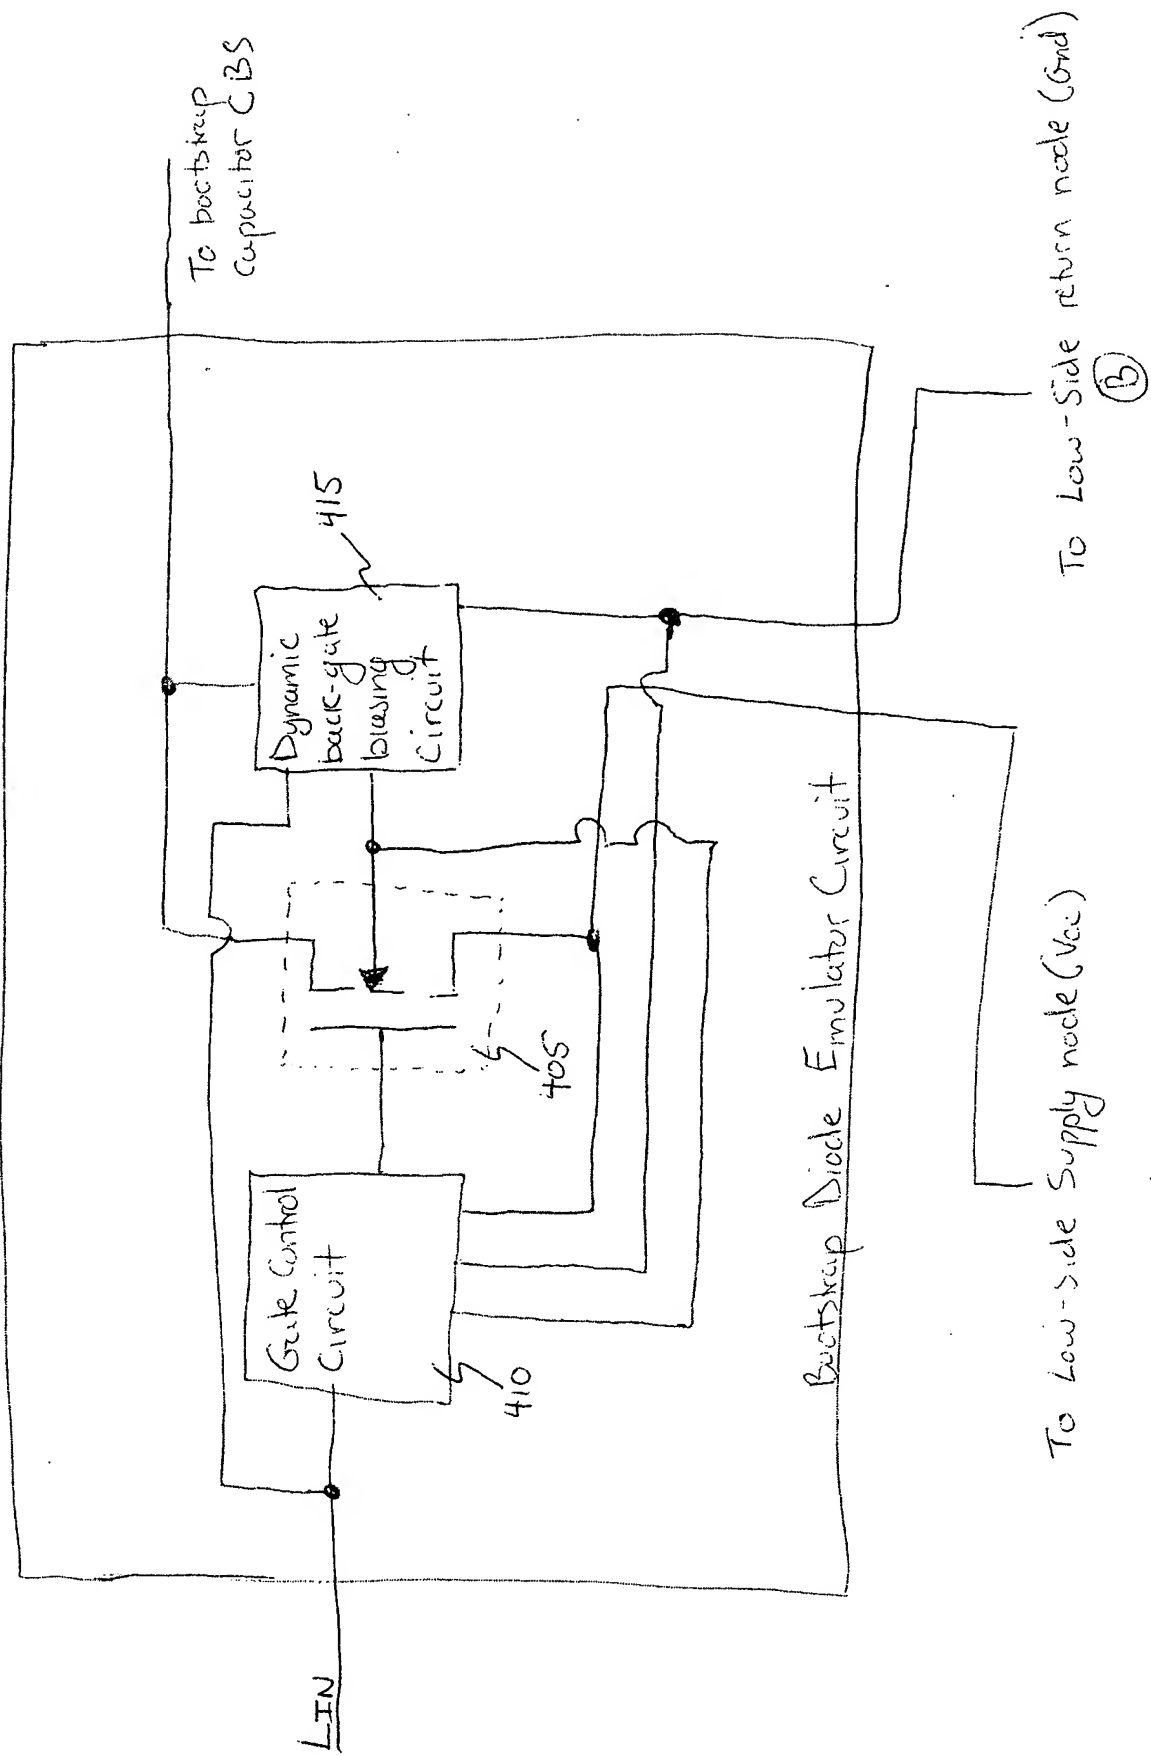 To bootstrap
Capacitor CBS
415
Dynamic
back-gate
biasing
Circuit
405
Gate Control
Circuit
410
LIN
Bootstrap Diode Emulator Circuit
To Low-Side return node (Gnd)
B
To Low-Side Supply node (Vcc)